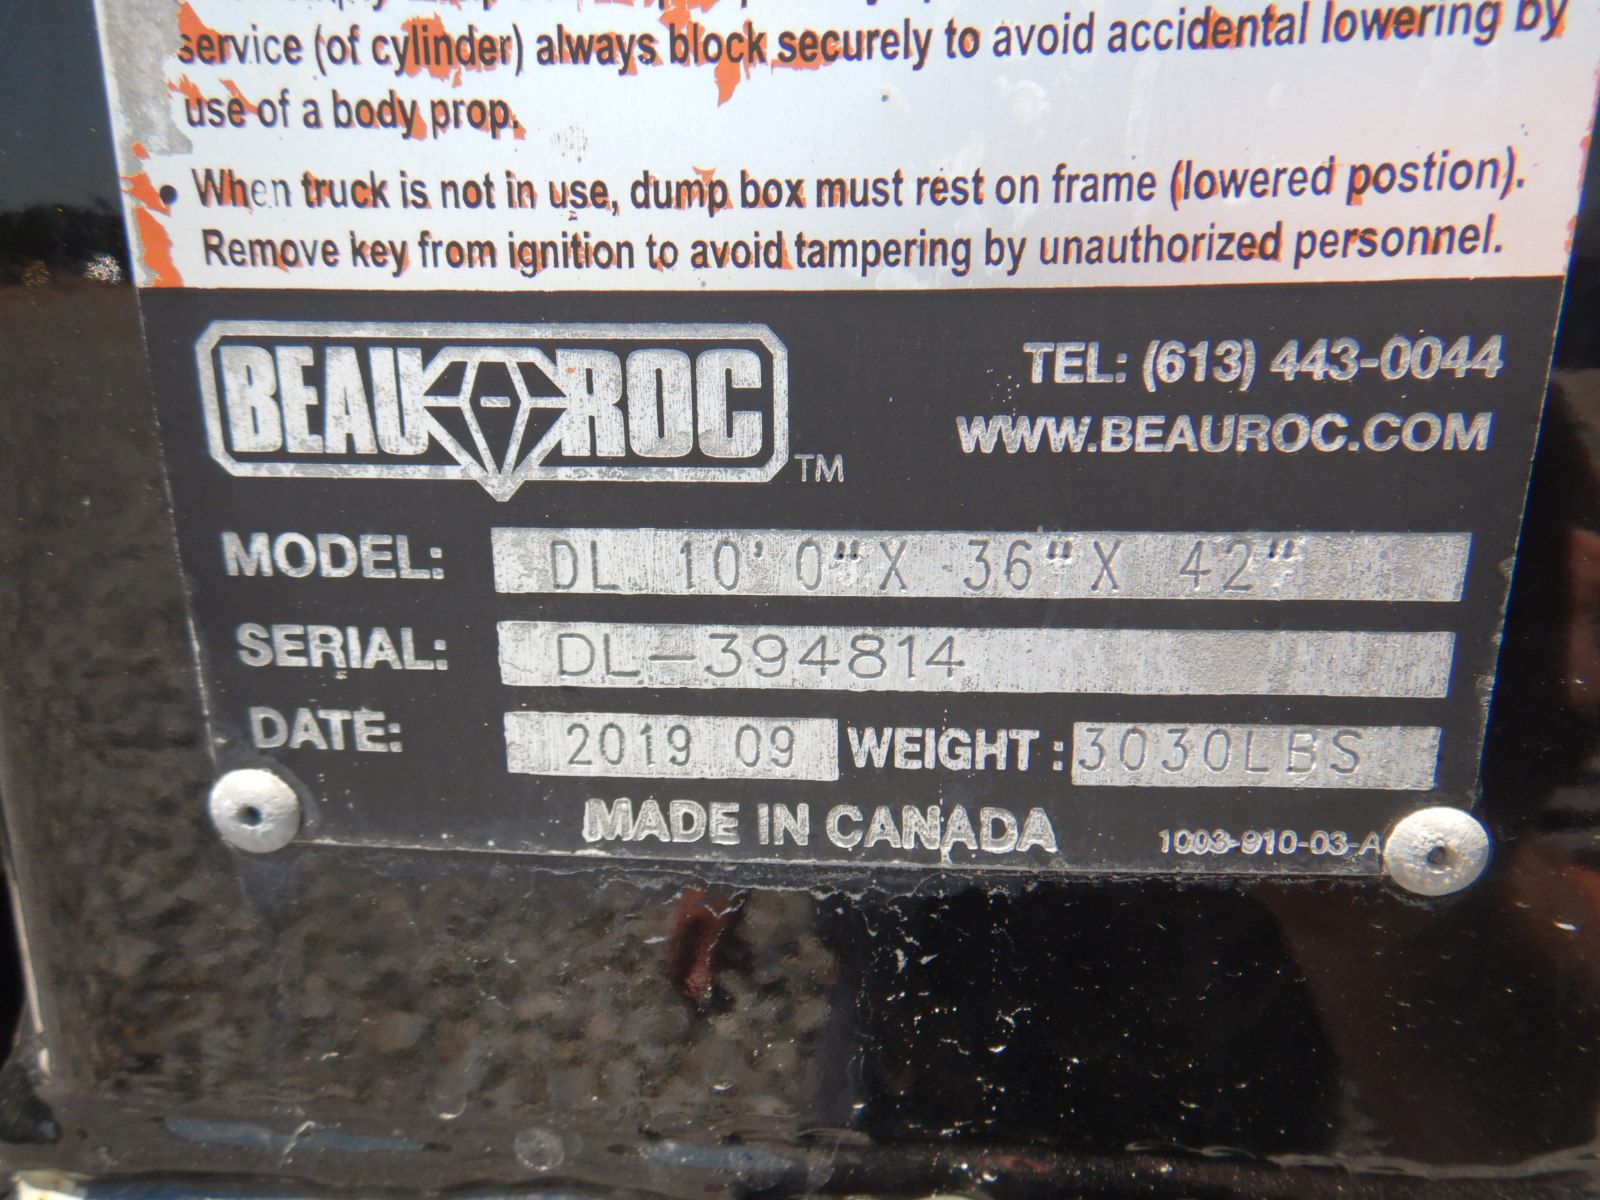 service (of cylinder) always block securely to avoid accidental lowering by
use of a body prop.
• When truck is not in use, dump box must rest on frame (lowered postion).
Remove key from ignition to avoid tampering by unauthorized personnel.
BEAU-ROC TM
TEL: (613) 443-0044
WWW.BEAUROC.COM
MODEL: DL 10'0"X 36"X 42"
SERIAL: DL-394814
DATE: 2019 09 WEIGHT: 3030LBS
MADE IN CANADA
1003-910-03-A